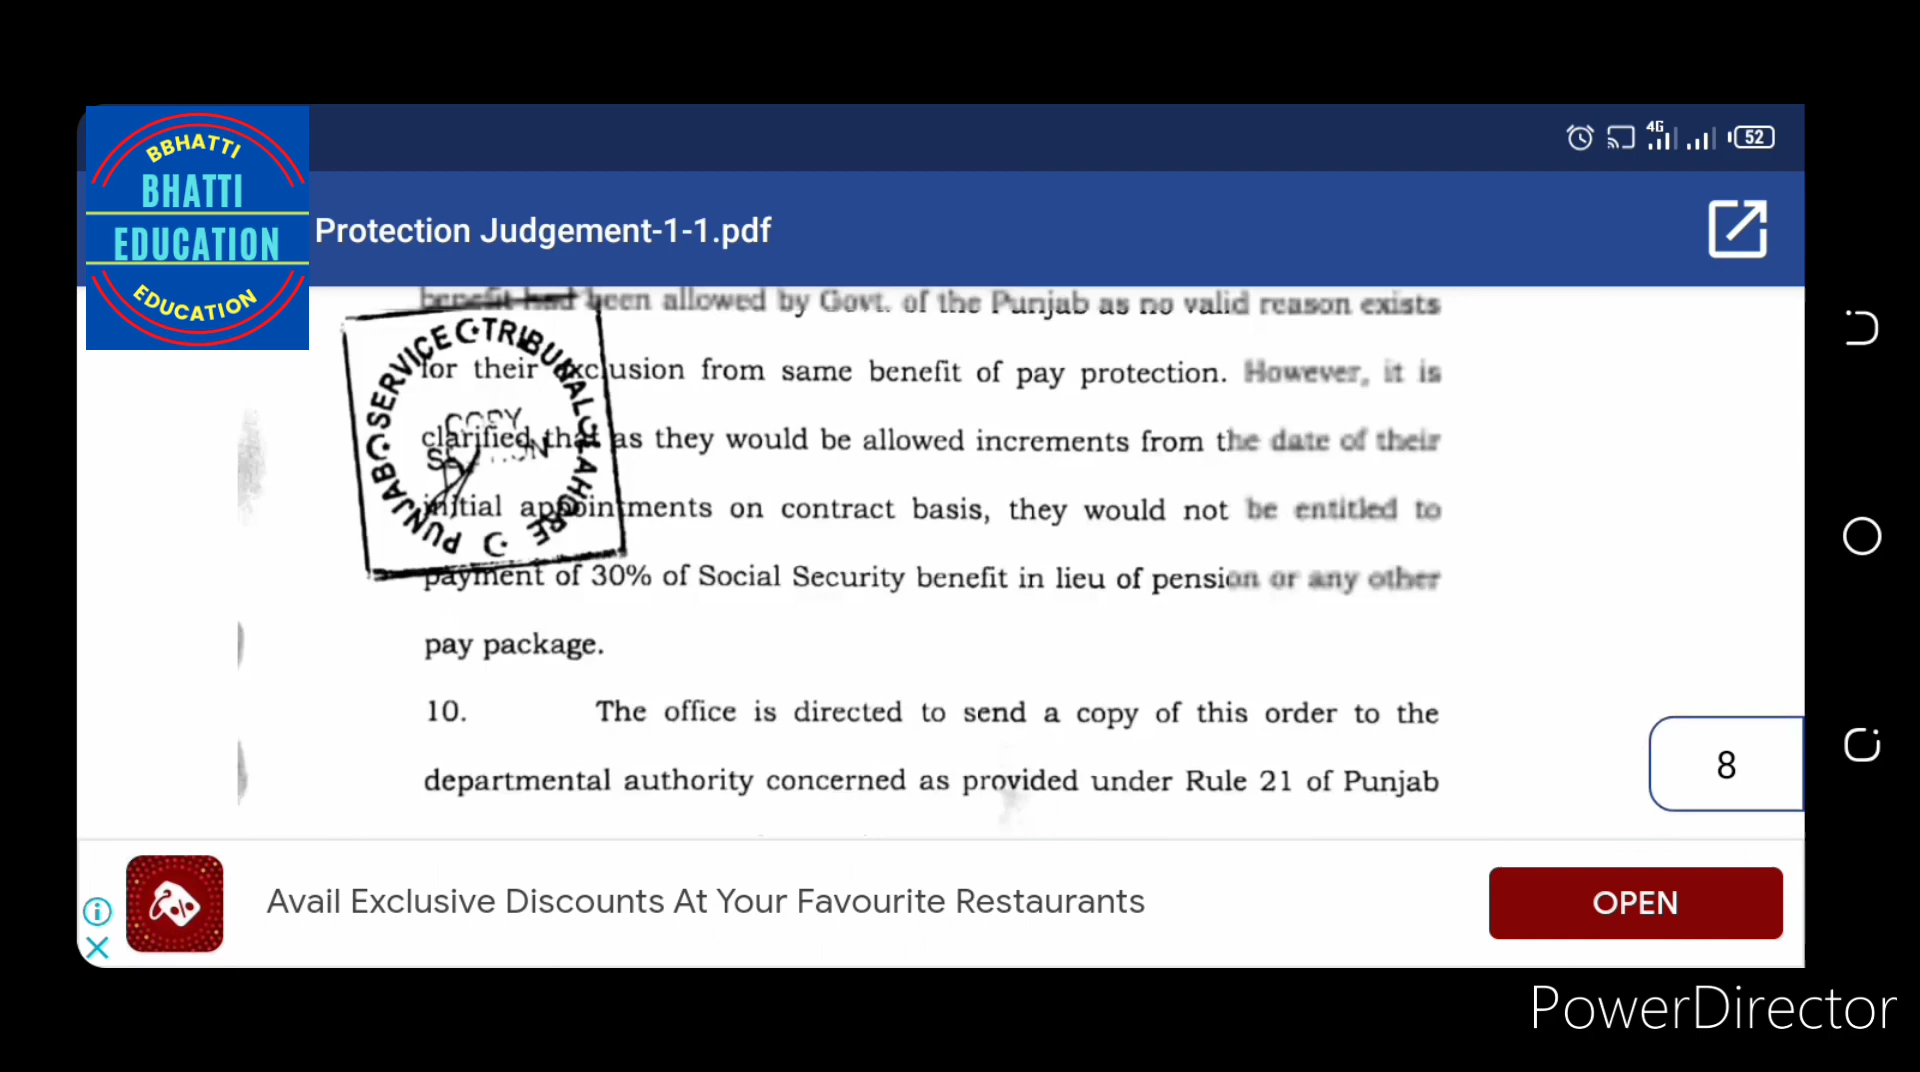 4G
52
BBHATTI
BHATTI
EDUCATION
EDUCATION
Protection Judgement-1-1.pdf
benefit had been allowed by Govt. of the Punjab as no valid reason exists
for their exclusion from same benefit of pay protection. However, it is
clarified that as they would be allowed increments from the date of their
initial appointments on contract basis, they would not be entitled to
payment of 30% of Social Security benefit in lieu of pension or any other
pay package.
10. The office is directed to send a copy of this order to the
departmental authority concerned as provided under Rule 21 of Punjab
PUNJAB SERVICE TRIBUNAL LAHORE
COPY
8
Avail Exclusive Discounts At Your Favourite Restaurants
OPEN
PowerDirector